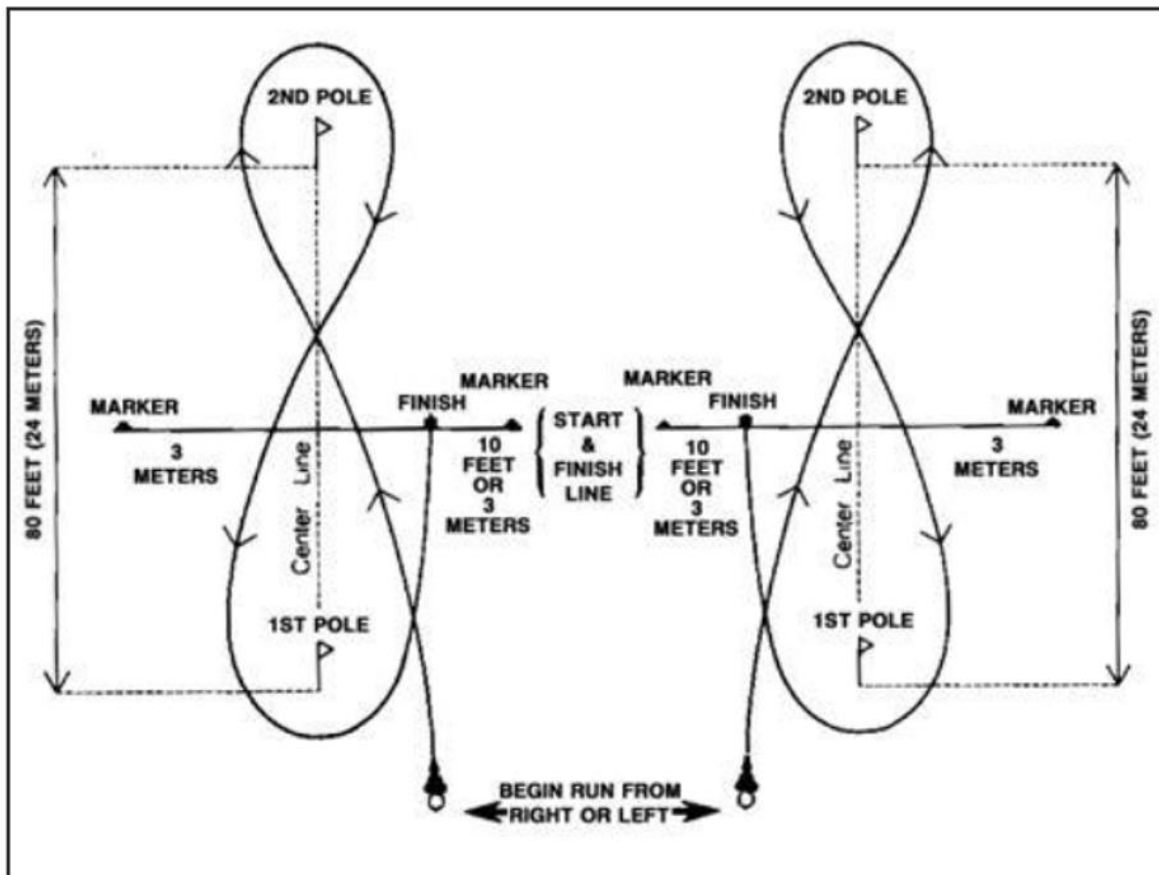 2ND POLE
2ND POLE
80 FEET (24 METERS)
MARKER
3
METERS
FINISH
MARKER
10
FEET
OR
3
METERS
START
&
FINISH
LINE
MARKER
FINISH
10
FEET
OR
3
METERS
MARKER
3
METERS
80 FEET (24 METERS)
Center Line
Center Line
1ST POLE
1ST POLE
BEGIN RUN FROM
RIGHT OR LEFT